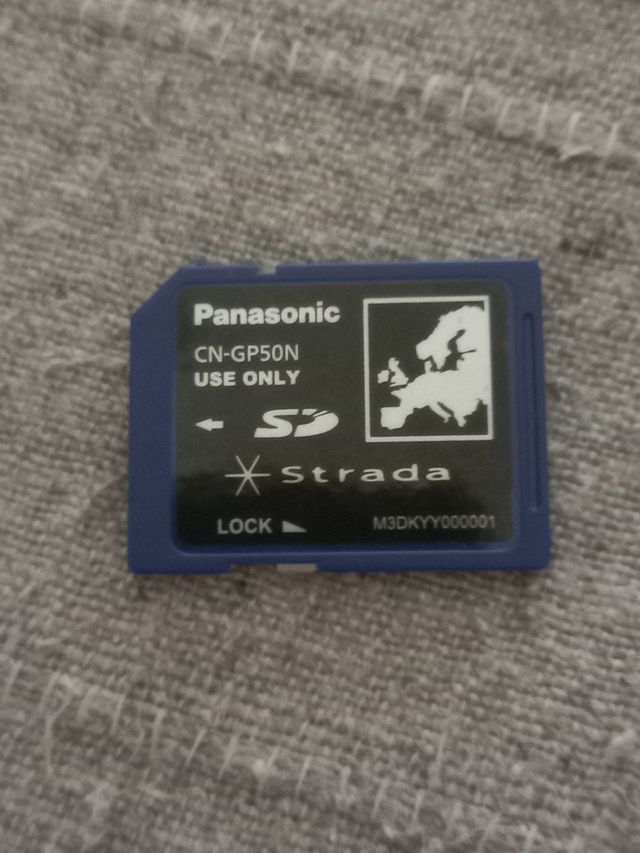 Panasonic
CN-GP50N
USE ONLY
SD
Strada
LOCK
M3DKYY000001